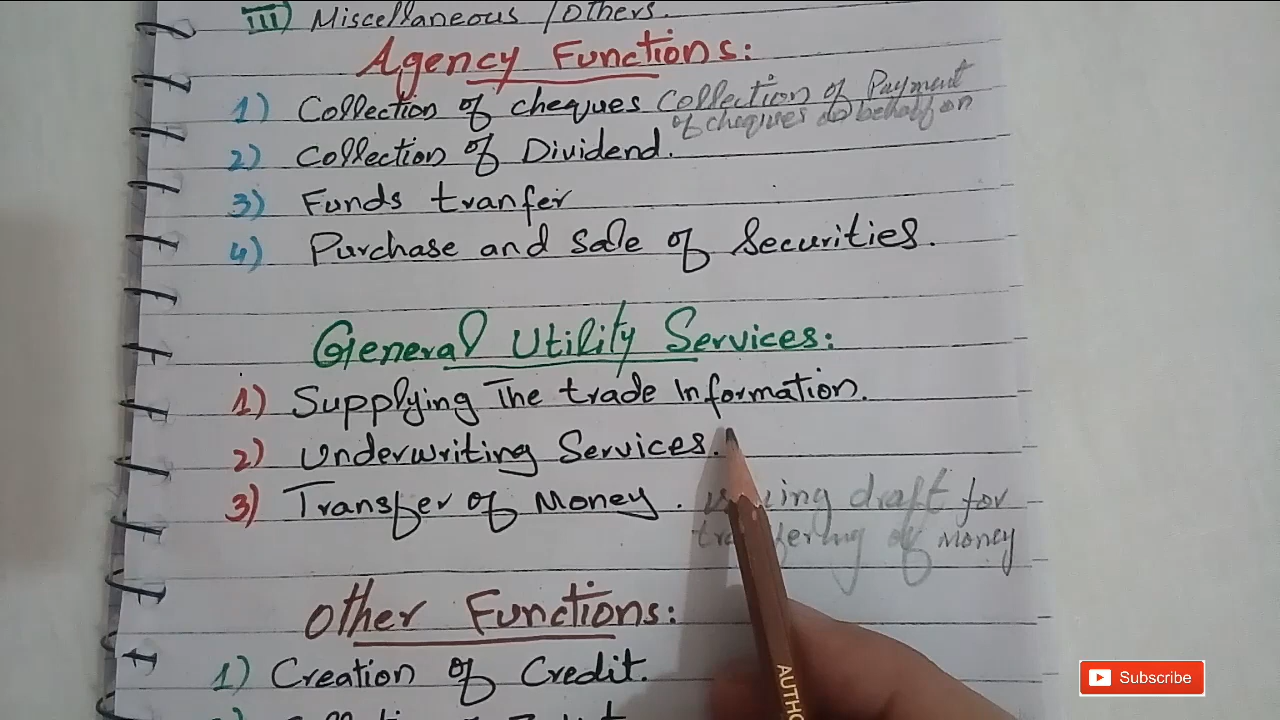 III) Miscellaneous / Others.
Agency Functions:
1) Collection of cheques Collection of Payment
of cheques behalf on
2) Collection of Dividend.
3) Funds tranfer
4) Purchase and Sale of Securities.
General Utility Services:
1) Supplying The trade Information.
2) Underwriting Services.
3) Transfer of Money. draft for
of Money
Other Functions:
1) Creation of Credit.
AUTHO
Subscribe